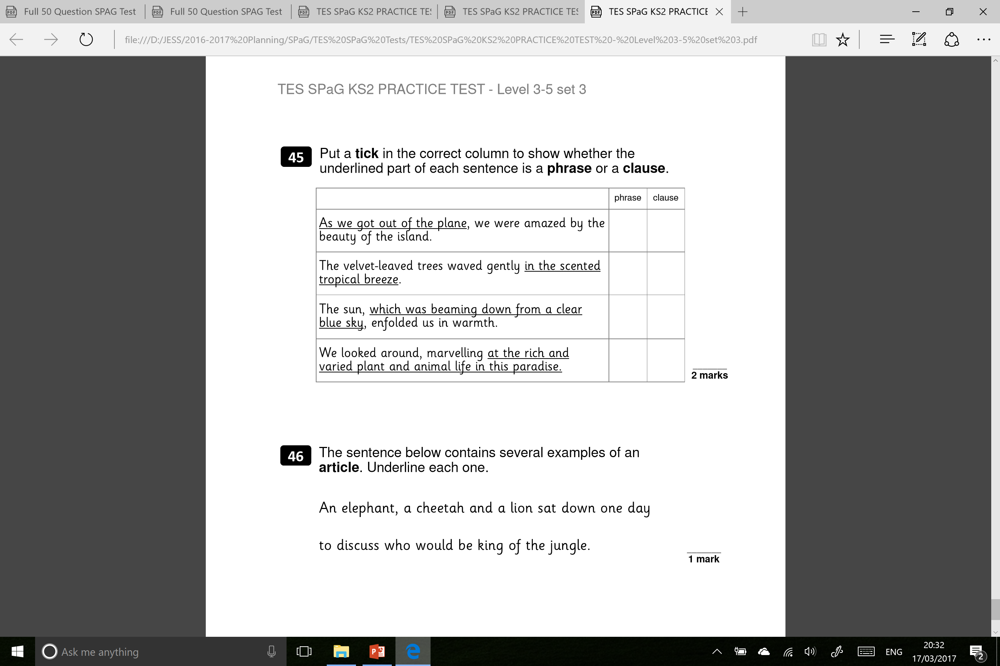 Full 50 Question SPAG Test
Full 50 Question SPAG Test
TES SPaG KS2 PRACTICE TES
TES SPaG KS2 PRACTICE TES
TES SPaG KS2 PRACTICE
file:///D:/JESS/2016-2017%20Planning/SPaG/TES%20SPaG%20Tests/TES%20SPaG%20KS2%20PRACTICE%20TEST%20-%20Level%203-5%20set%203.pdf
TES SPaG KS2 PRACTICE TEST - Level 3-5 set 3
45 Put a tick in the correct column to show whether the
underlined part of each sentence is a phrase or a clause.
phrase clause
As we got out of the plane, we were amazed by the
beauty of the island.
The velvet-leaved trees waved gently in the scented
tropical breeze.
The sun, which was beaming down from a clear
blue sky, enfolded us in warmth.
We looked around, marvelling at the rich and
varied plant and animal life in this paradise.
2 marks
46 The sentence below contains several examples of an
article. Underline each one.
An elephant, a cheetah and a lion sat down one day
to discuss who would be king of the jungle.
1 mark
Ask me anything
ENG
20:32
17/03/2017
2